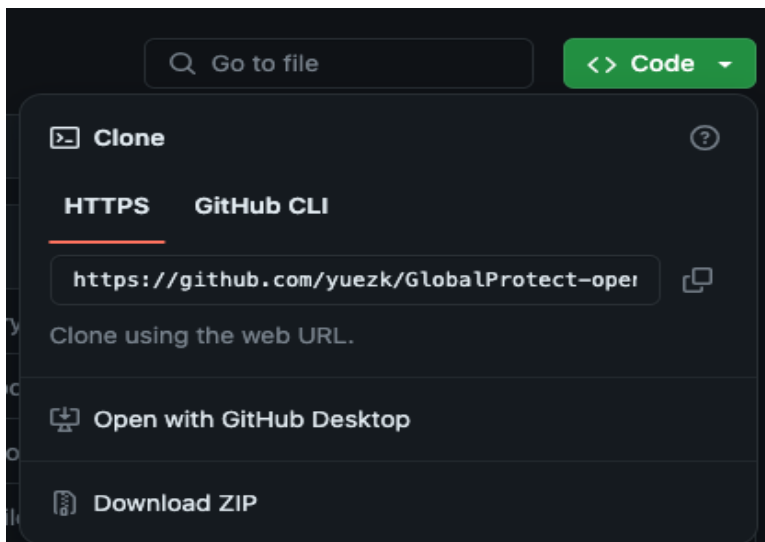 Go to file
<> Code
Clone
HTTPS GitHub CLI
https://github.com/yuezk/GlobalProtect-oper
Clone using the web URL.
Open with GitHub Desktop
Download ZIP